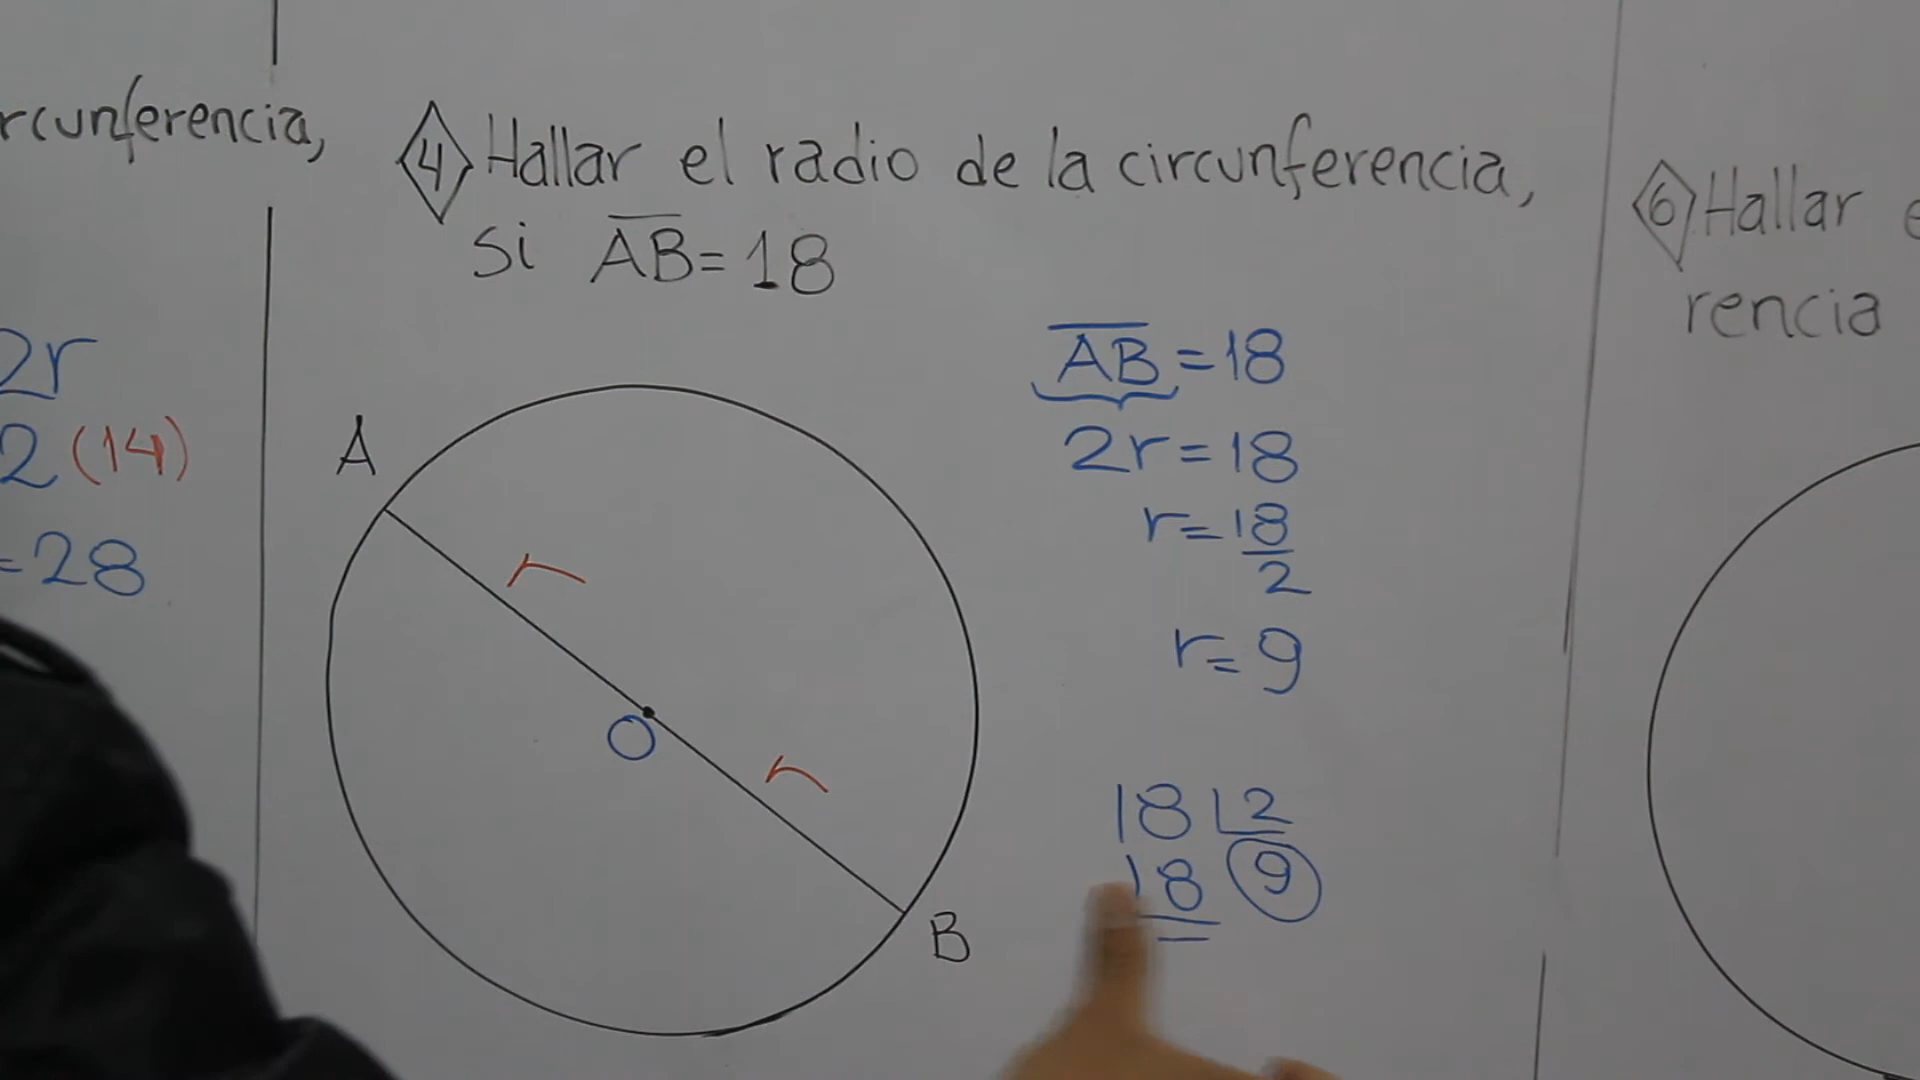 rcunferencia,
2r
2 (14)
=28
4 Hallar el radio de la circunferencia,
si AB=18
A
r
O
r
B
AB=18
2r=18
r=18
2
r=9
18 2
18 9
6 Hallar
rencia